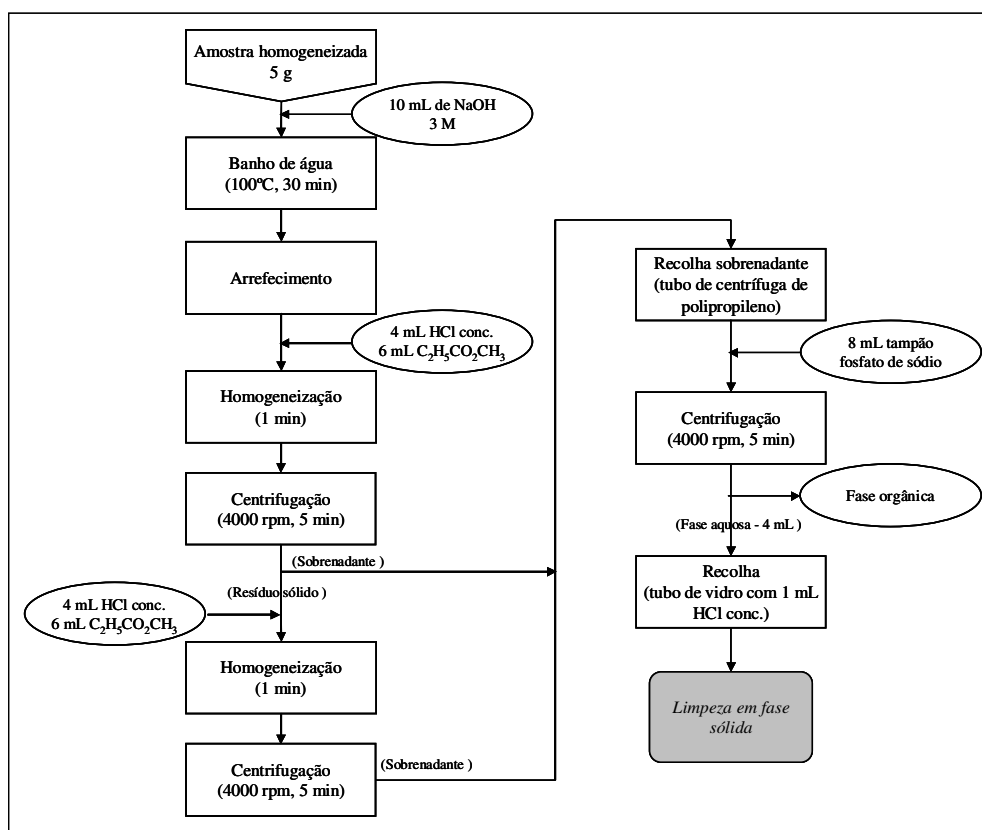 Amostra homogeneizada
5 g
10 mL de NaOH
3 M
Banho de água
(100ºC, 30 min)
Arrefecimento
4 mL HCl conc.
6 mL C₂H₅CO₂CH₃
Homogeneização
(1 min)
Centrifugação
(4000 rpm, 5 min)
(Sobrenadante )
(Resíduo sólido )
4 mL HCl conc.
6 mL C₂H₅CO₂CH₃
Homogeneização
(1 min)
Centrifugação
(4000 rpm, 5 min)
(Sobrenadante )
Recolha sobrenadante
(tubo de centrífuga de
polipropileno)
8 mL tampão
fosfato de sódio
Centrifugação
(4000 rpm, 5 min)
Fase orgânica
(Fase aquosa - 4 mL )
Recolha
(tubo de vidro com 1 mL
HCl conc.)
Limpeza em fase
sólida